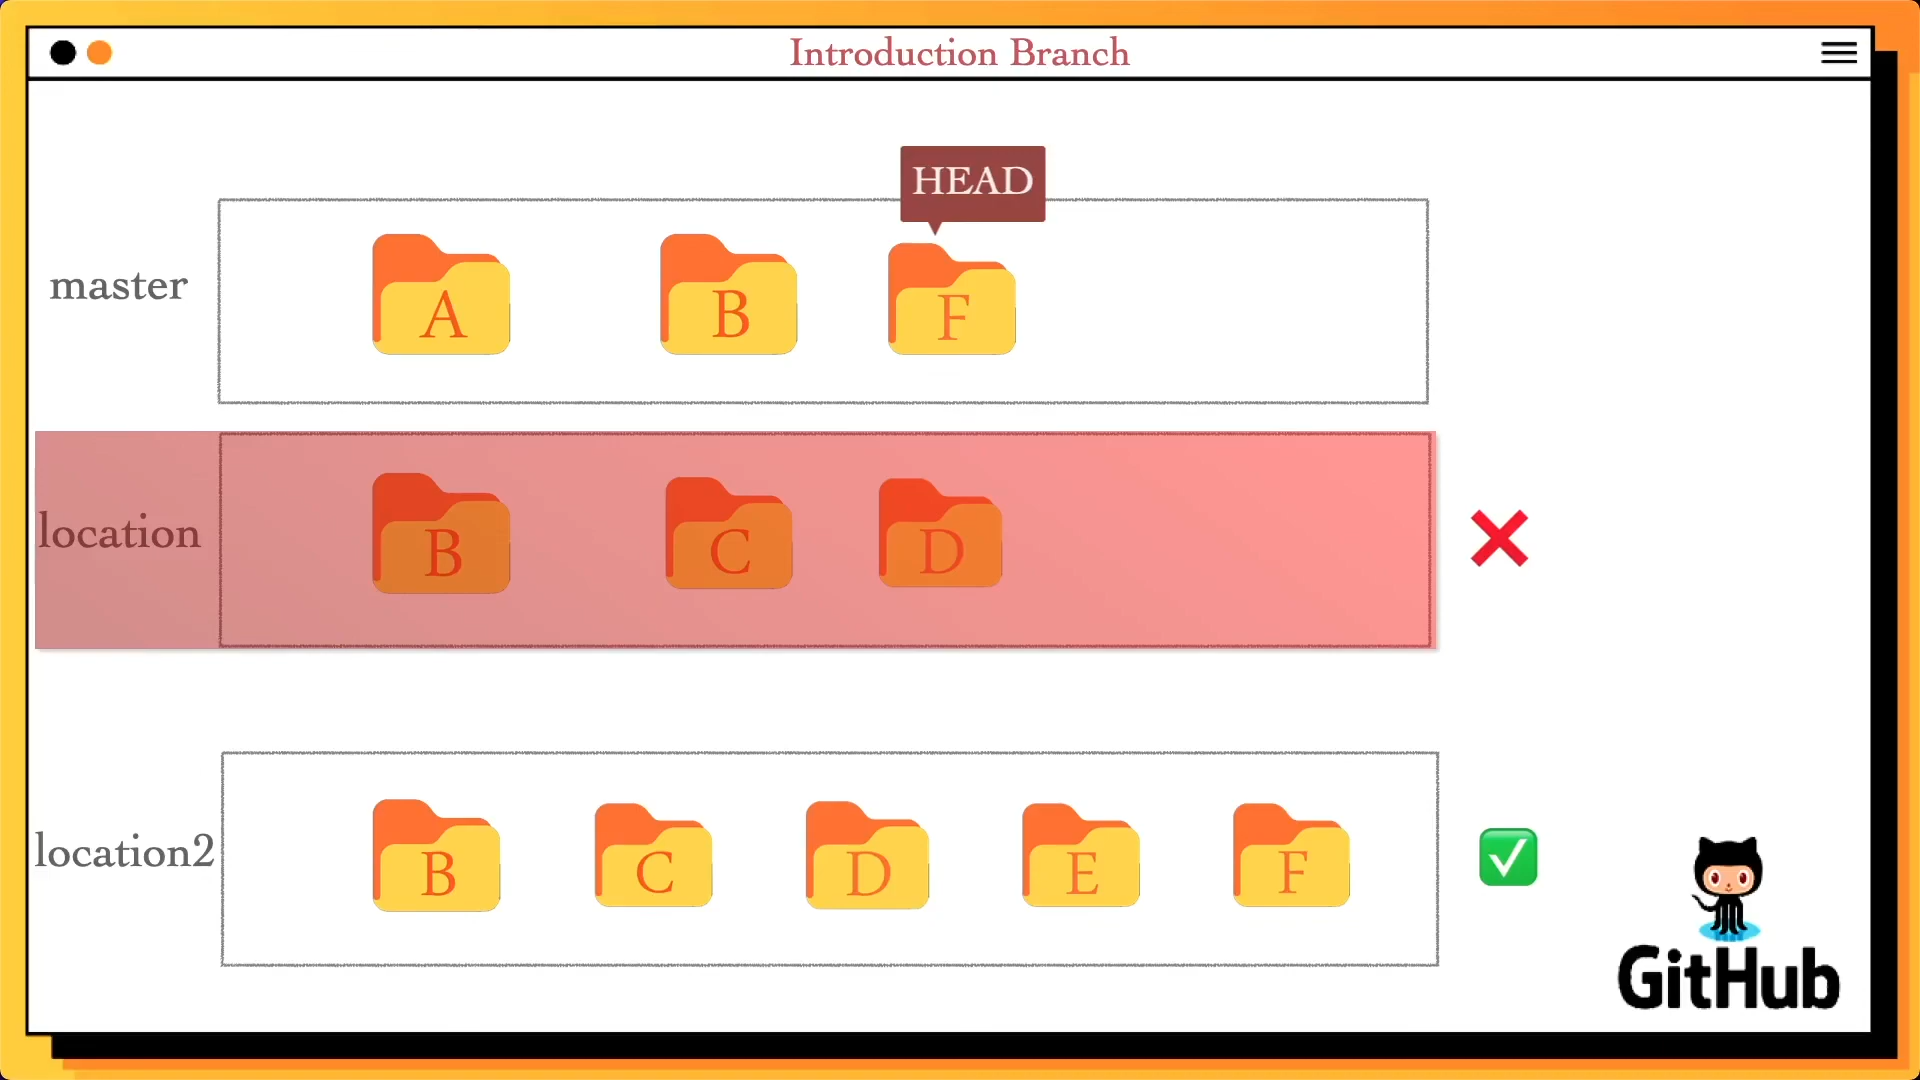 Introduction Branch
HEAD
master
A B F
location
B C D
location2
B C D E F
GitHub